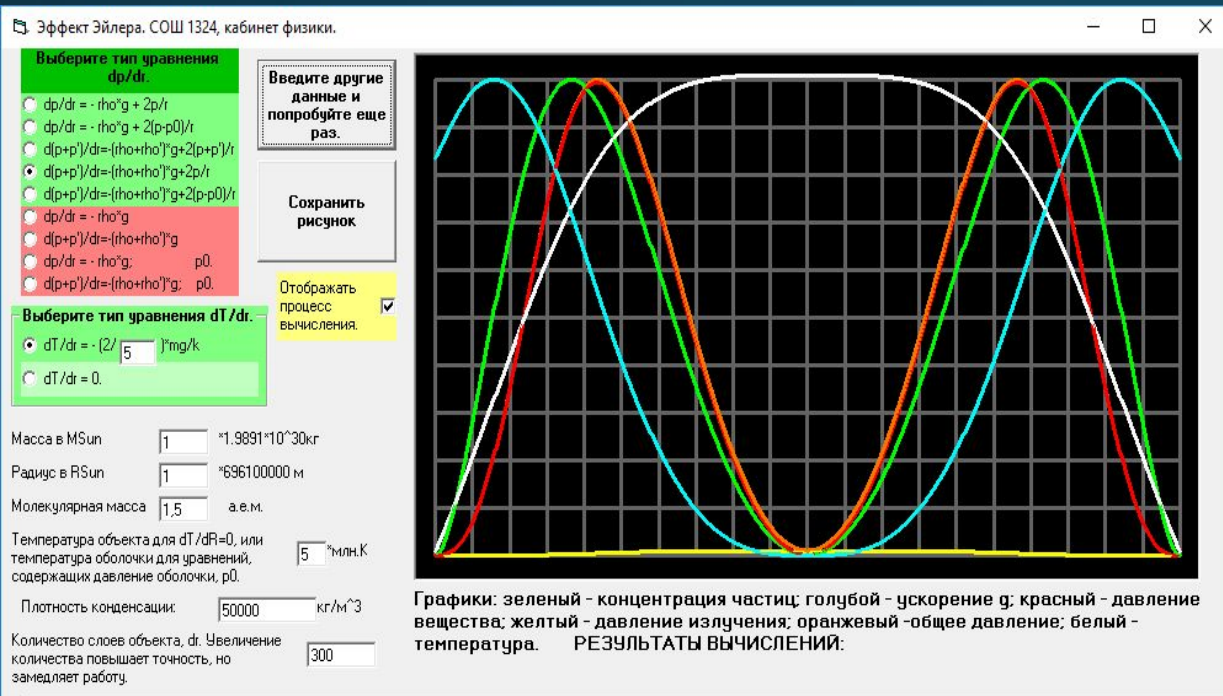 Эффект Эйлера. СОШ 1324, кабинет физики.
Выберите тип уравнения
dp/dr.
dp/dr = - rho*g + 2p/r
dp/dr = - rho*g + 2(p-p0)/r
d(p+p')/dr=-(rho+rho')*g+2(p+p')/r
d(p+p')/dr=-(rho+rho')*g+2p/r
d(p+p')/dr=-(rho+rho')*g+2(p-p0)/r
dp/dr = - rho*g
d(p+p')/dr=-(rho+rho')*g
dp/dr = - rho*g; p0.
d(p+p')/dr=-(rho+rho')*g; p0.
Введите другие
данные и
попробуйте еще
раз.
Сохранить
рисунок
Отображать
процесс
вычисления.
Выберите тип уравнения dT/dr.
dT/dr = - (2/ 5 )*mg/k
dT/dr = 0.
Масса в MSun 1 *1.9891*10^30кг
Радиус в RSun 1 *696100000 м
Молекулярная масса 1,5 а.е.м.
Температура объекта для dT/dR=0, или
температура оболочки для уравнений,
содержащих давление оболочки, p0.
5 *млн.К
Плотность конденсации: 50000 кг/м^3
Количество слоев объекта, dr. Увеличение
количества повышает точность, но
замедляет работу.
300
Графики: зеленый - концентрация частиц; голубой - ускорение g; красный - давление
вещества; желтый - давление излучения; оранжевый -общее давление; белый -
температура. РЕЗУЛЬТАТЫ ВЫЧИСЛЕНИЙ: